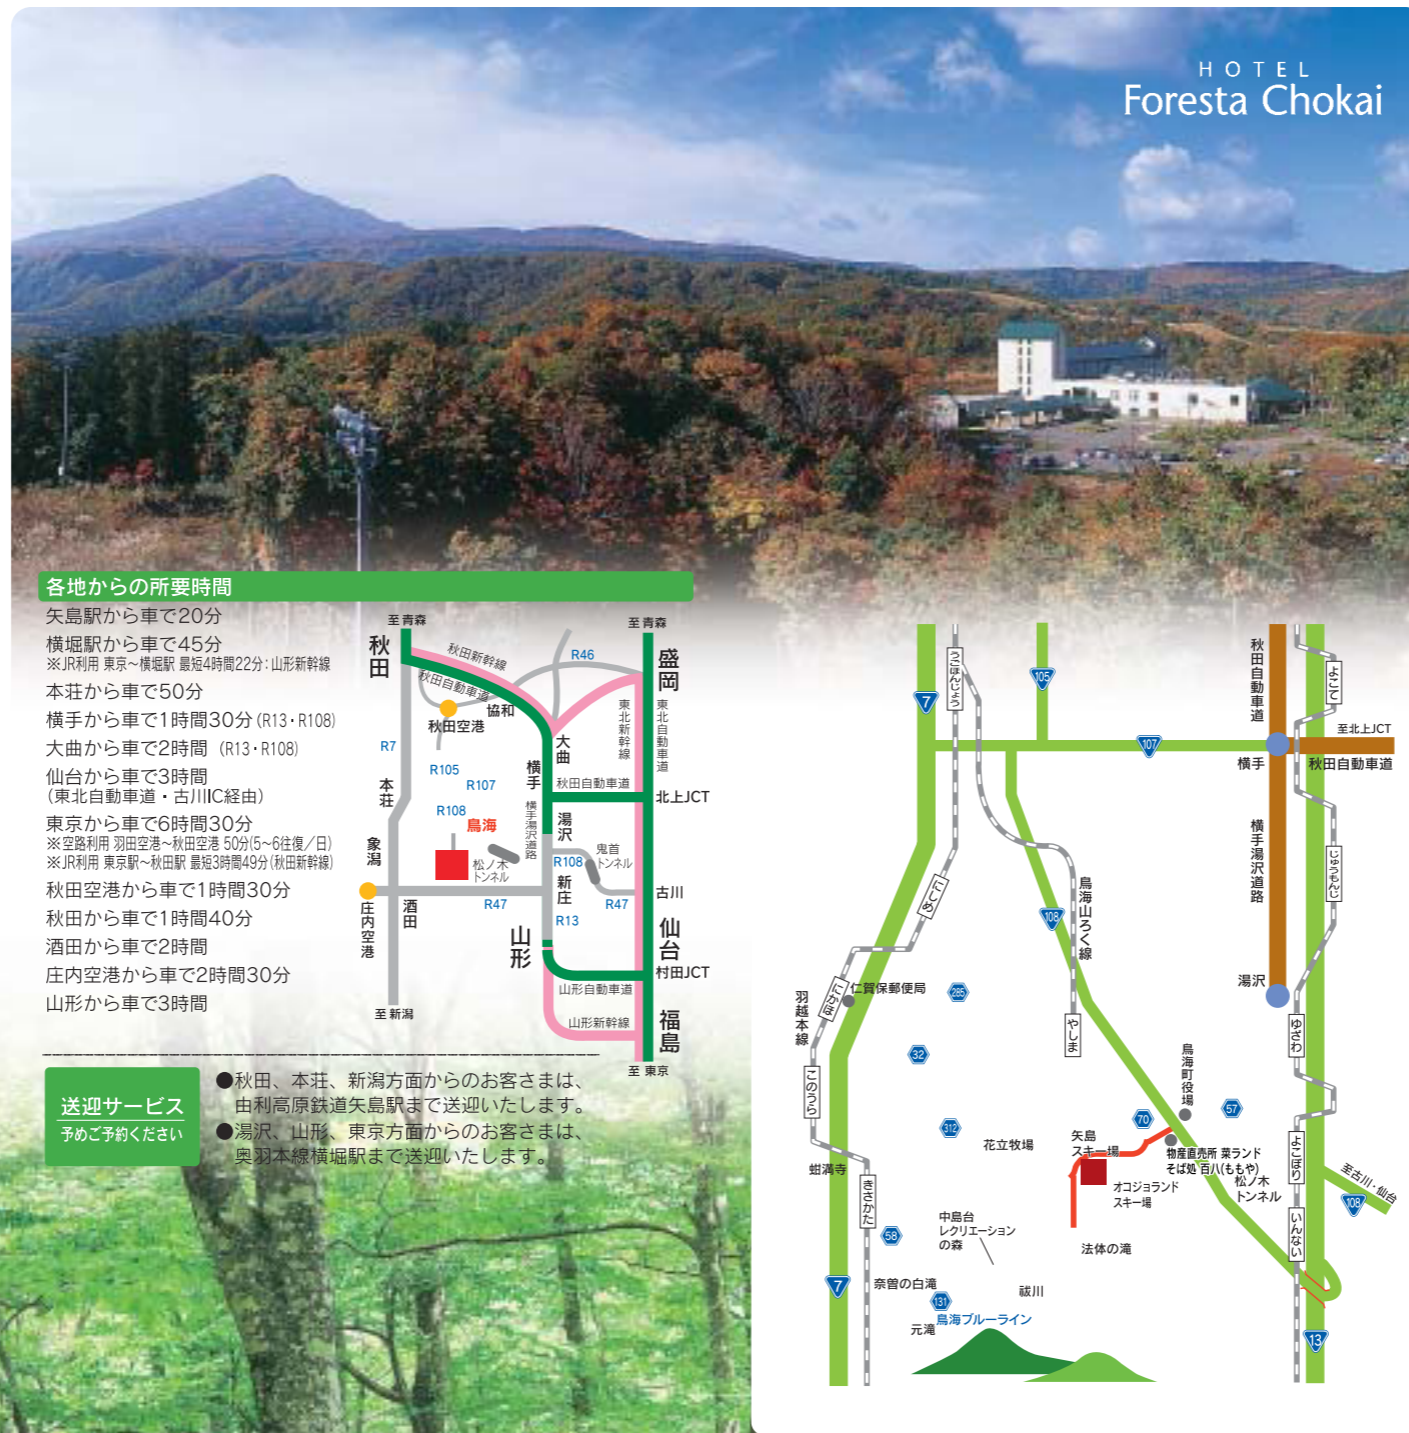 HOTEL
Foresta Chokai
各地からの所要時間
矢島駅から車で20分
横堀駅から車で45分
※JR利用 東京～横堀駅 最短4時間22分：山形新幹線
本荘から車で50分
横手から車で1時間30分(R13・R108)
大曲から車で2時間 (R13・R108)
仙台から車で3時間
(東北自動車道・古川IC経由)
東京から車で6時間30分
※空路利用 羽田空港～秋田空港 50分(5～6往復／日)
※JR利用 東京駅～秋田駅 最短3時間49分(秋田新幹線)
秋田空港から車で1時間30分
秋田から車で1時間40分
酒田から車で2時間
庄内空港から車で2時間30分
山形から車で3時間
至 青森
至 青森
秋田
秋田新幹線
秋田自動車道
R46
盛岡
協和
秋田空港
東北新幹線
東北自動車道
大曲
R7
R105
横手
本荘
R107
秋田自動車道
北上JCT
R108
鳥海
横手湯沢道路
湯沢
象潟
松ノ木
トンネル
R108
鬼首
トンネル
新庄
R47
R47
古川
庄内空港
酒田
R13
山形
仙台
村田JCT
山形自動車道
至 新潟
山形新幹線
福島
至 東京
送迎サービス
予めご予約ください
●秋田、本荘、新潟方面からのお客さまは、
由利高原鉄道矢島駅まで送迎いたします。
●湯沢、山形、東京方面からのお客さまは、
奥羽本線横堀駅まで送迎いたします。
うごほんじょう
105
7
秋田自動車道
よこて
至北上JCT
107
横手
秋田自動車道
横手湯沢道路
じゅうもんじ
にしめ
鳥海山ろく線
108
湯沢
にかほ
仁賀保郵便局
285
羽越本線
やしま
ゆざわ
32
鳥海町役場
このうら
57
70
312
花立牧場
矢島
スキー場
物産直売所 菜ランド
そば処 百八(ももや)
よこぼり
蚶満寺
きさかた
オコジョランド
スキー場
松ノ木
トンネル
至古川・仙台
108
中島台
レクリエーション
の森
いんない
58
法体の滝
7
奈曽の白滝
祓川
131
鳥海ブルーライン
元滝
13